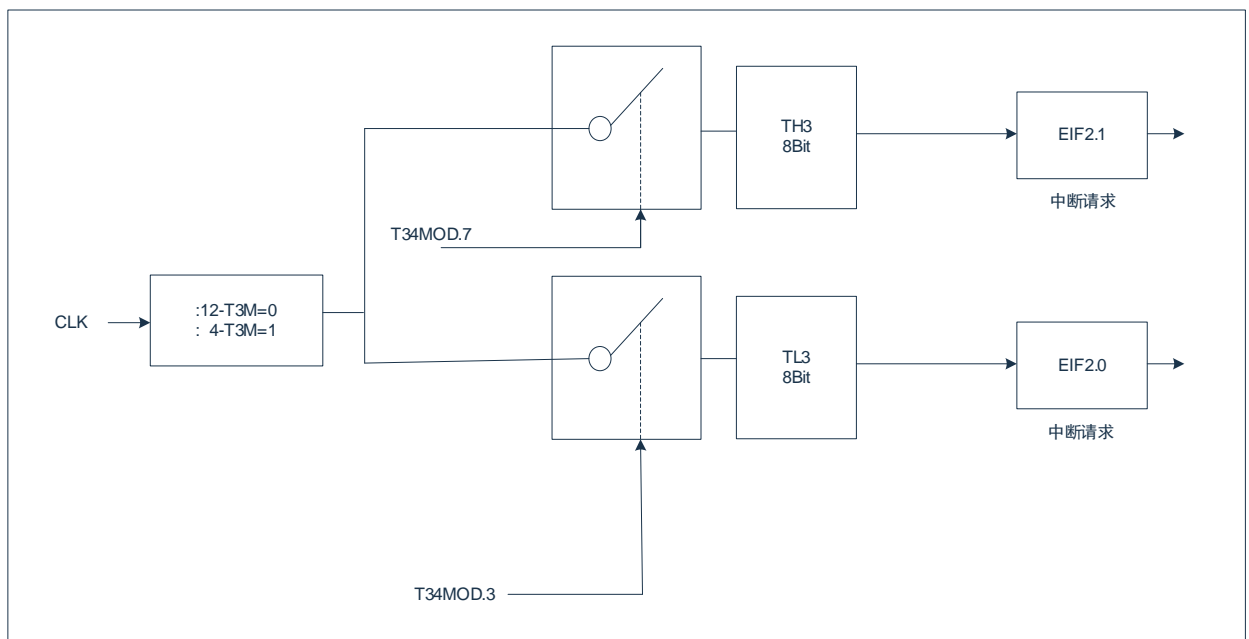 TH3
8Bit
EIF2.1
中断请求
T34MOD.7
CLK
:12-T3M=0
: 4-T3M=1
TL3
8Bit
EIF2.0
中断请求
T34MOD.3